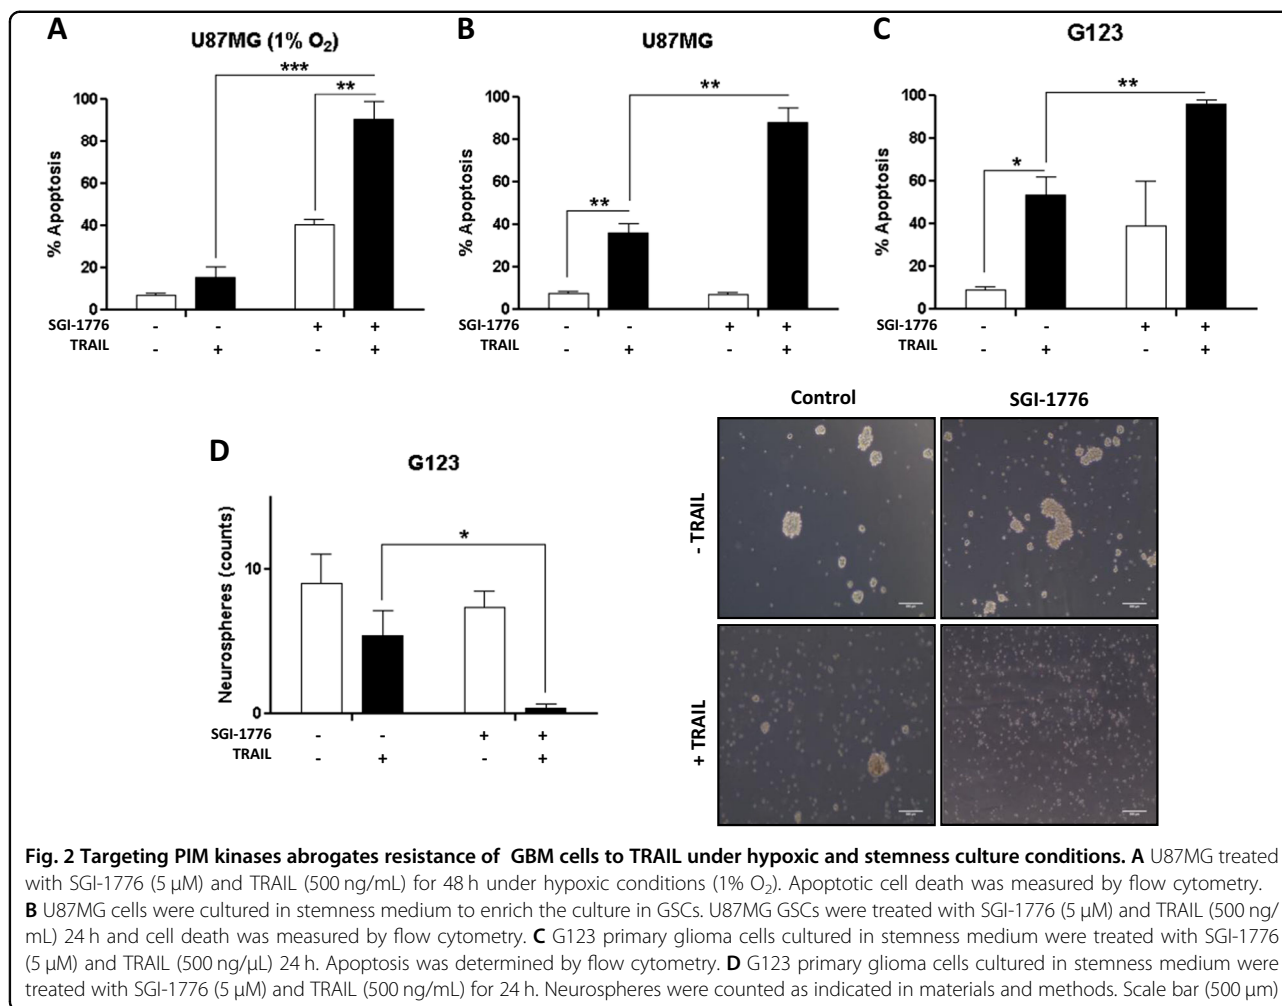 A
U87MG (1% O2)
***
**
% Apoptosis
100
80
60
40
20
0
SGI-1776 - - + +
TRAIL - + - +
B
U87MG
**
**
% Apoptosis
100
80
60
40
20
0
SGI-1776 - - + +
TRAIL - + - +
C
G123
**
*
% Apoptosis
100
80
60
40
20
0
SGI-1776 - - + +
TRAIL - + - +
D
G123
*
Neurospheres (counts)
10
0
SGI-1776 - - + +
TRAIL - + - +
Control SGI-1776
- TRAIL
+ TRAIL
Fig. 2 Targeting PIM kinases abrogates resistance of GBM cells to TRAIL under hypoxic and stemness culture conditions. A U87MG treated
with SGI-1776 (5 μM) and TRAIL (500 ng/mL) for 48 h under hypoxic conditions (1% O2). Apoptotic cell death was measured by flow cytometry.
B U87MG cells were cultured in stemness medium to enrich the culture in GSCs. U87MG GSCs were treated with SGI-1776 (5 μM) and TRAIL (500 ng/
mL) 24 h and cell death was measured by flow cytometry. C G123 primary glioma cells cultured in stemness medium were treated with SGI-1776
(5 μM) and TRAIL (500 ng/μL) 24 h. Apoptosis was determined by flow cytometry. D G123 primary glioma cells cultured in stemness medium were
treated with SGI-1776 (5 μM) and TRAIL (500 ng/mL) for 24 h. Neurospheres were counted as indicated in materials and methods. Scale bar (500 μm)